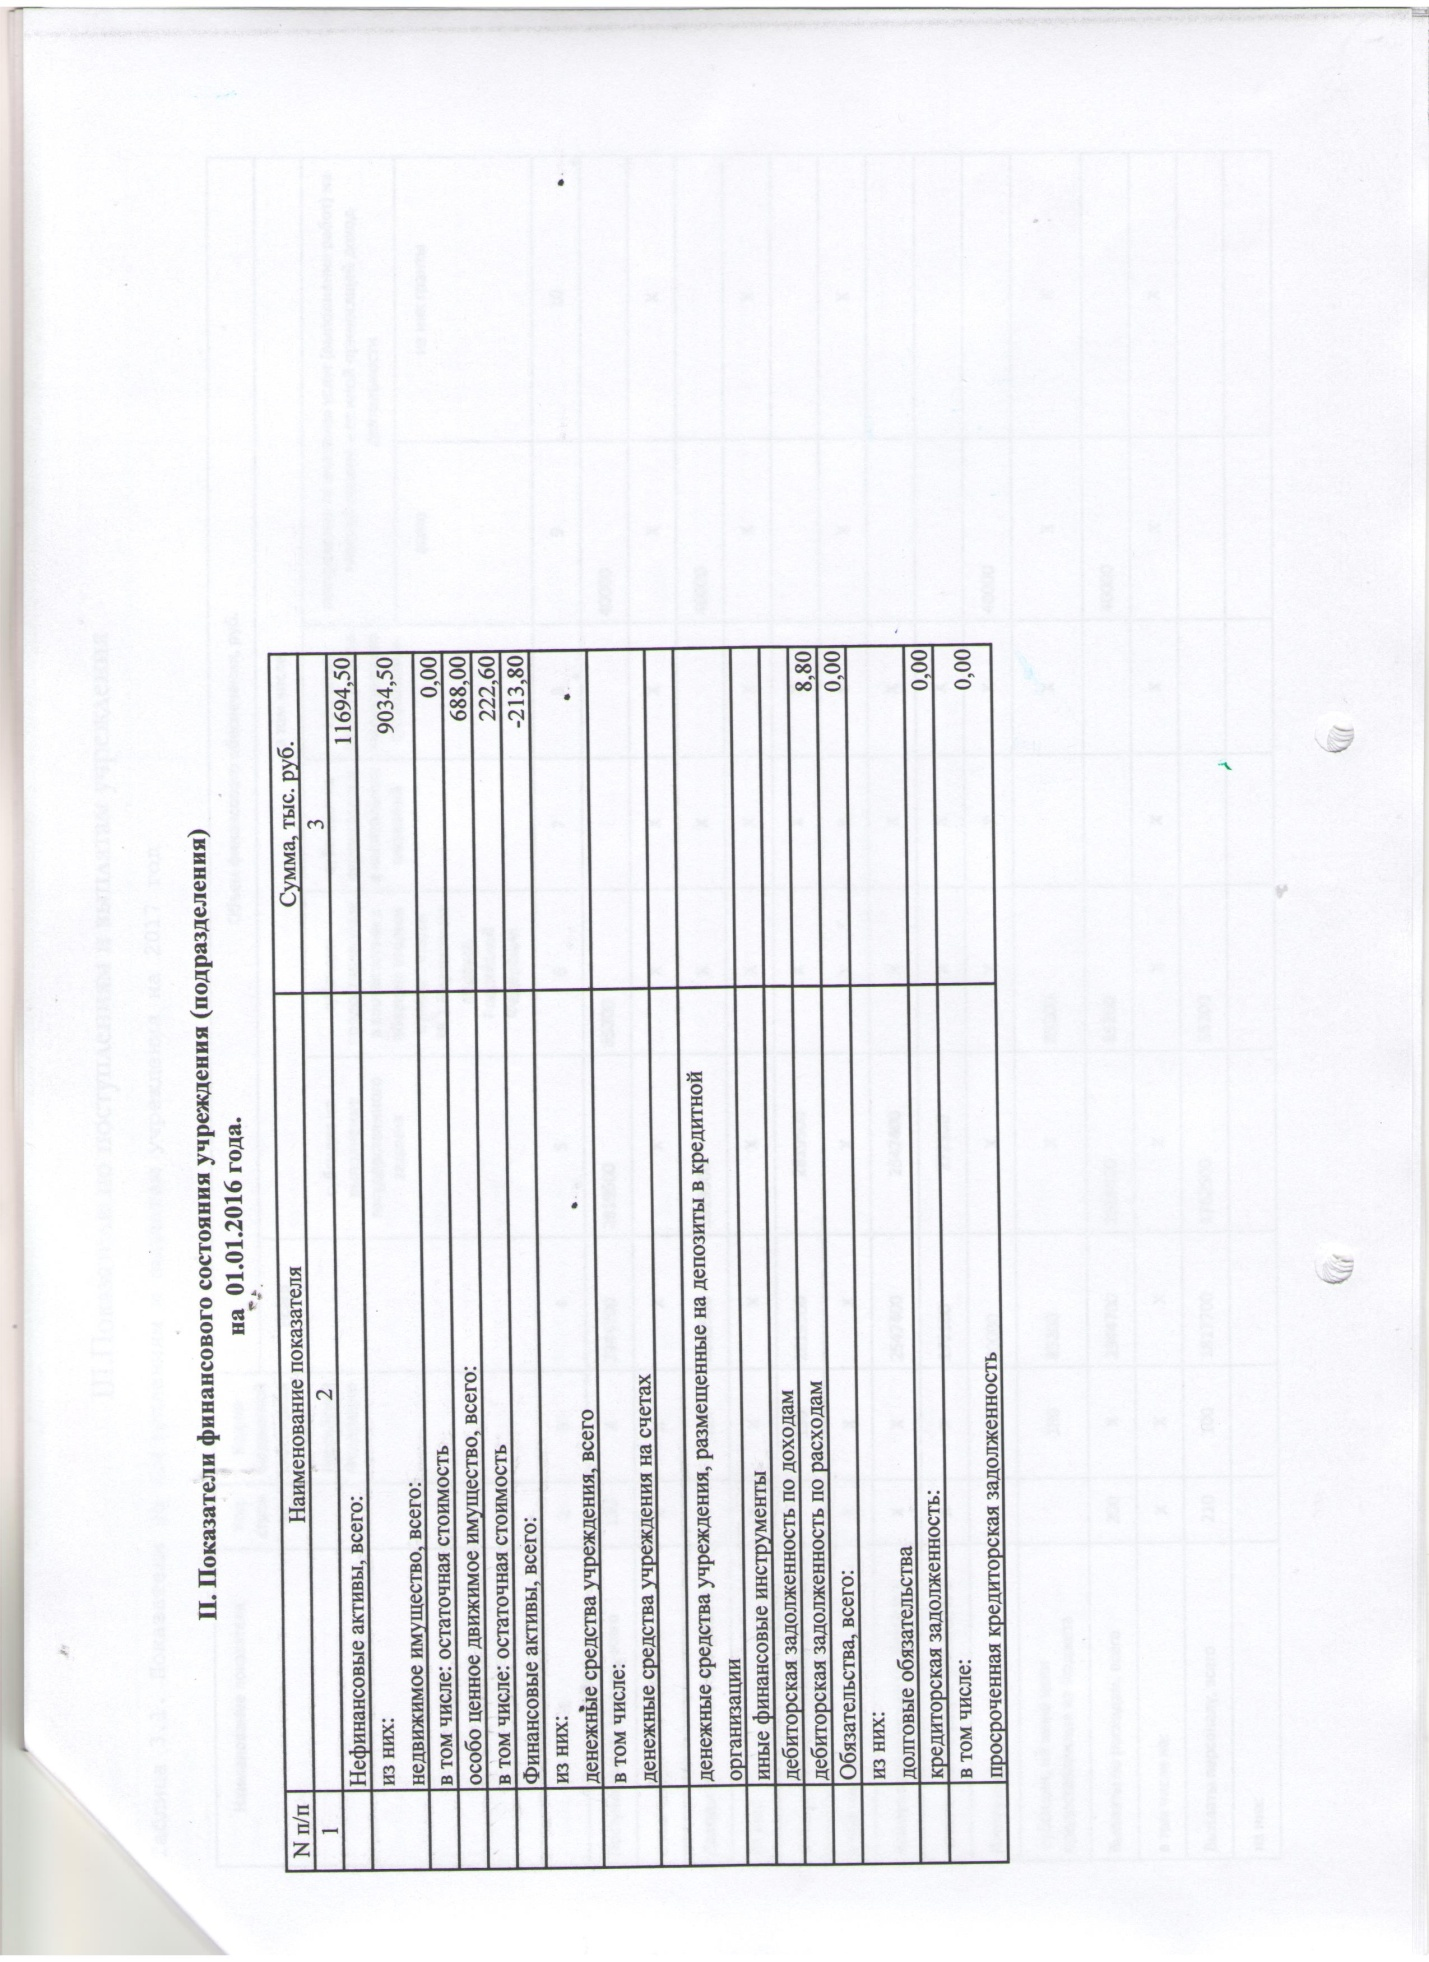 II. Показатели финансового состояния учреждения (подразделения)
на 01.01.2016 года.
N п/п Наименование показателя Сумма, тыс. руб.
1 2 3
Нефинансовые активы, всего: 11694,50
из них: 9034,50
недвижимое имущество, всего:
в том числе: остаточная стоимость 0,00
особо ценное движимое имущество, всего: 688,00
в том числе: остаточная стоимость 222,60
Финансовые активы, всего: -213,80
из них:
денежные средства учреждения, всего
в том числе:
денежные средства учреждения на счетах
денежные средства учреждения, размещенные на депозиты в кредитной
организации
иные финансовые инструменты
дебиторская задолженность по доходам
дебиторская задолженность по расходам 8,80
Обязательства, всего: 0,00
из них:
долговые обязательства
кредиторская задолженность: 0,00
в том числе: 0,00
просроченная кредиторская задолженность